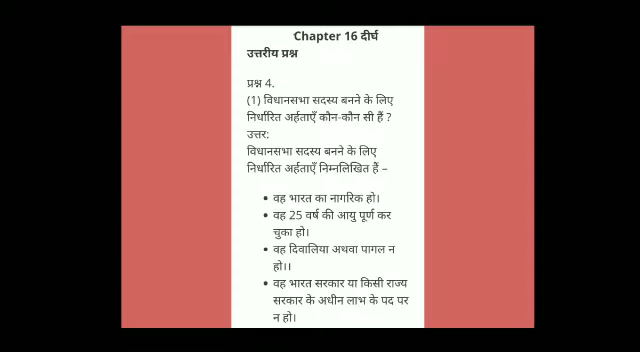 Chapter 16 दीर्घ
उत्तरीय प्रश्न
प्रश्न 4.
(1) विधानसभा सदस्य बनने के लिए
निर्धारित अर्हताएँ कौन-कौन सी हैं ?
उत्तर:
विधानसभा सदस्य बनने के लिए
निर्धारित अर्हताएँ निम्नलिखित हैं –
• वह भारत का नागरिक हो।
• वह 25 वर्ष की आयु पूर्ण कर
चुका हो।
• वह दिवालिया अथवा पागल न
हो।।
• वह भारत सरकार या किसी राज्य
सरकार के अधीन लाभ के पद पर
न हो।